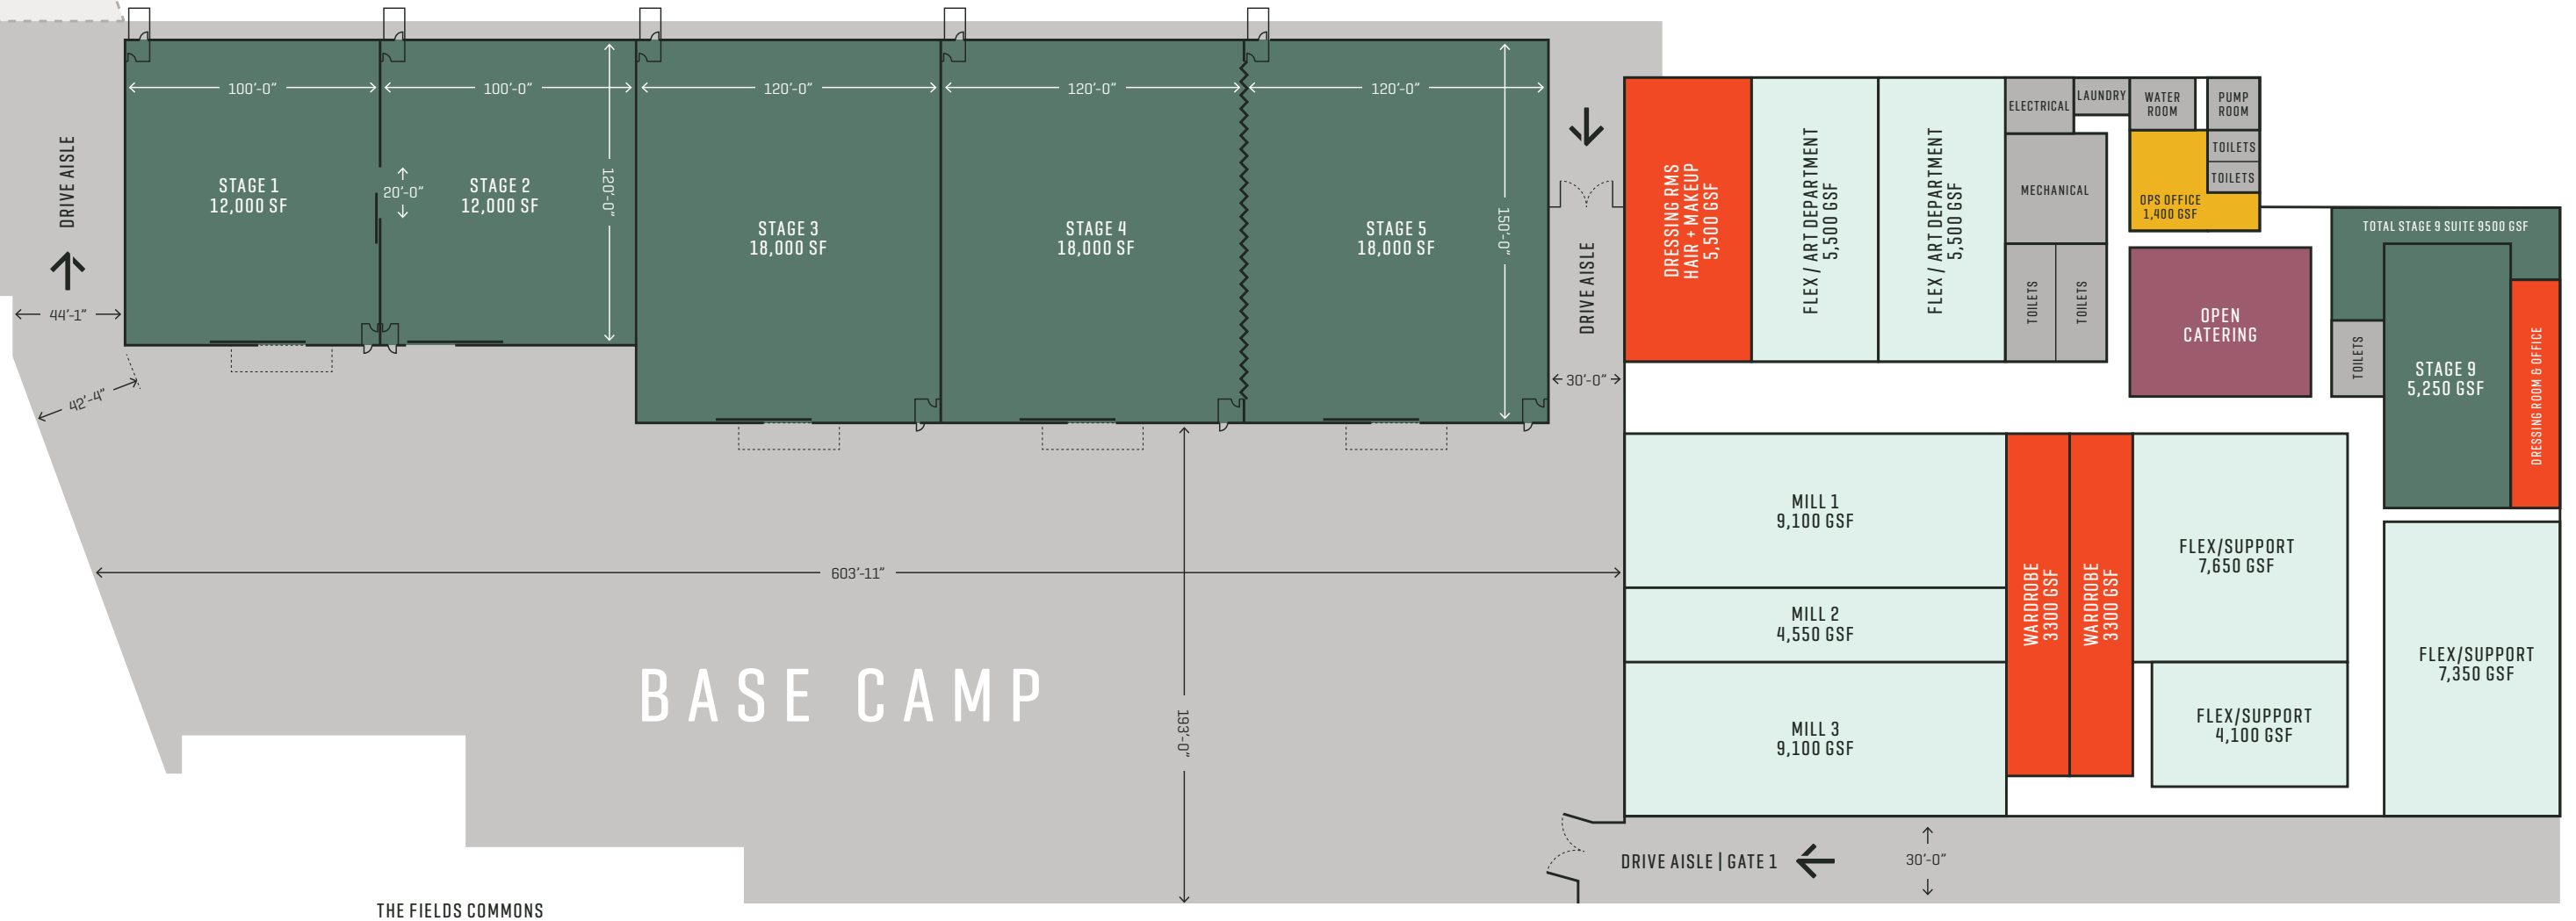 100'-0"
100'-0"
120'-0"
120'-0"
120'-0"
DRIVE AISLE
44'-1"
42'-4"
STAGE 1
12,000 SF
20'-0"
STAGE 2
12,000 SF
120'-0"
STAGE 3
18,000 SF
STAGE 4
18,000 SF
STAGE 5
18,000 SF
150'-0"
DRIVE AISLE
30'-0"
DRESSING RMS
HAIR + MAKEUP
5,500 GSF
FLEX / ART DEPARTMENT
5,500 GSF
FLEX / ART DEPARTMENT
5,500 GSF
ELECTRICAL
LAUNDRY
WATER
ROOM
PUMP
ROOM
TOILETS
TOILETS
MECHANICAL
OPS OFFICE
1,400 GSF
TOILETS
TOILETS
OPEN
CATERING
TOTAL STAGE 9 SUITE 9500 GSF
TOILETS
STAGE 9
5,250 GSF
DRESSING ROOM & OFFICE
603'-11"
193'-0"
BASE CAMP
MILL 1
9,100 GSF
MILL 2
4,550 GSF
MILL 3
9,100 GSF
WARDROBE
3300 GSF
WARDROBE
3300 GSF
FLEX/SUPPORT
7,650 GSF
FLEX/SUPPORT
4,100 GSF
FLEX/SUPPORT
7,350 GSF
DRIVE AISLE | GATE 1
30'-0"
THE FIELDS COMMONS